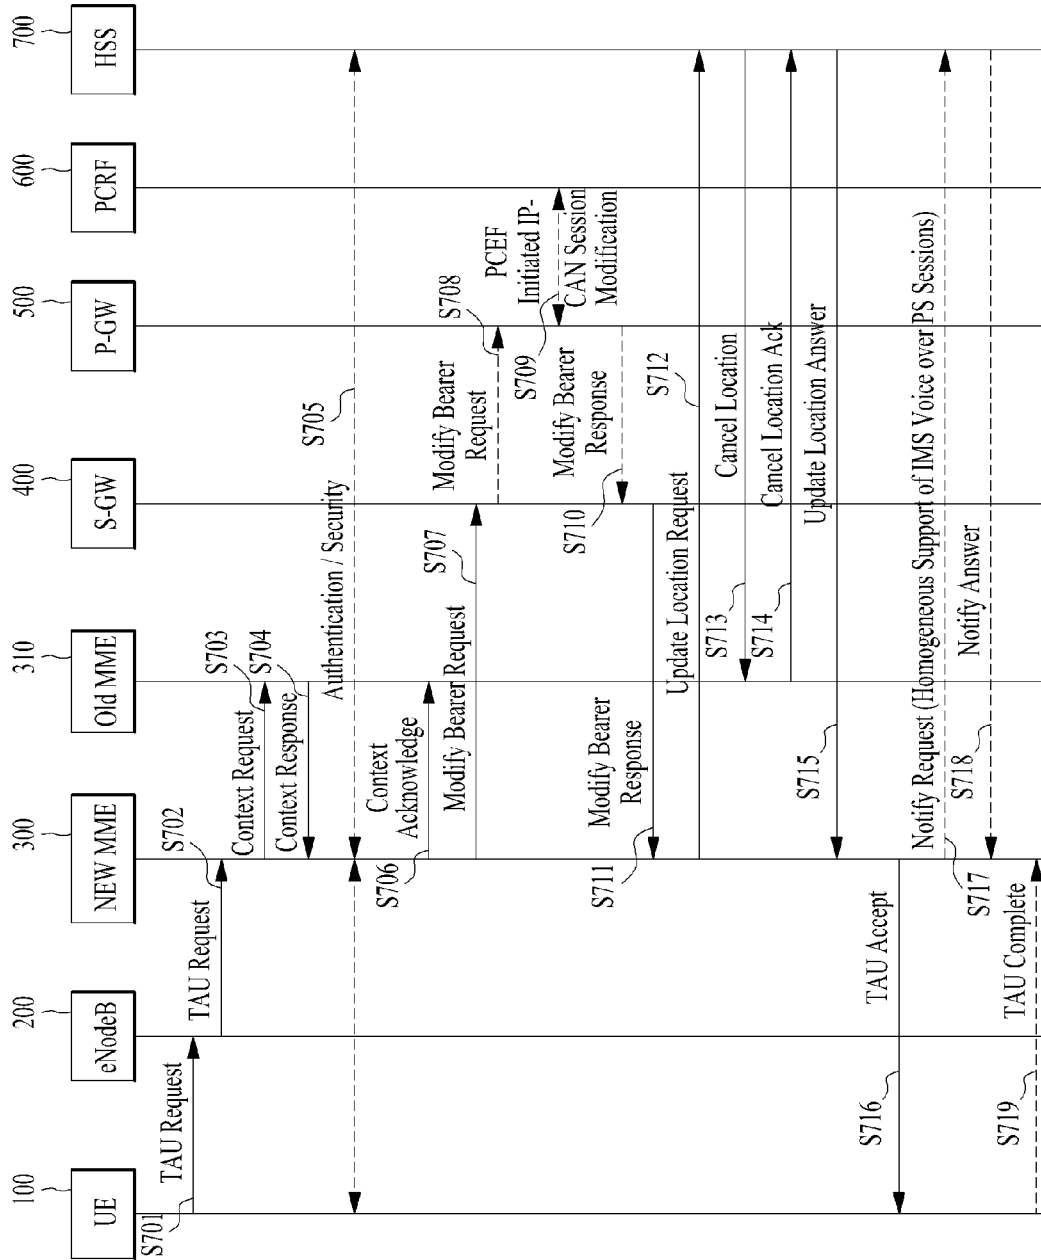 100
200
300
310
400
500
600
700
UE
eNodeB
NEW MME
Old MME
S-GW
P-GW
PCRF
HSS
S701
TAU Request
TAU Request
S702
Context Request
S703
Context Response
S704
Authentication / Security
S705
Context
Acknowledge
S706
Modify Bearer Request
S707
Modify Bearer
Request
S708
PCEF
Initiated IP-
CAN Session
Modification
S709
Modify Bearer
Response
S710
Modify Bearer
Response
S711
Update Location Request
S712
Cancel Location
S713
Cancel Location Ack
S714
Update Location Answer
S715
TAU Accept
S716
Notify Request (Homogeneous Support of IMS Voice over PS Sessions)
S717
Notify Answer
S718
TAU Complete
S719